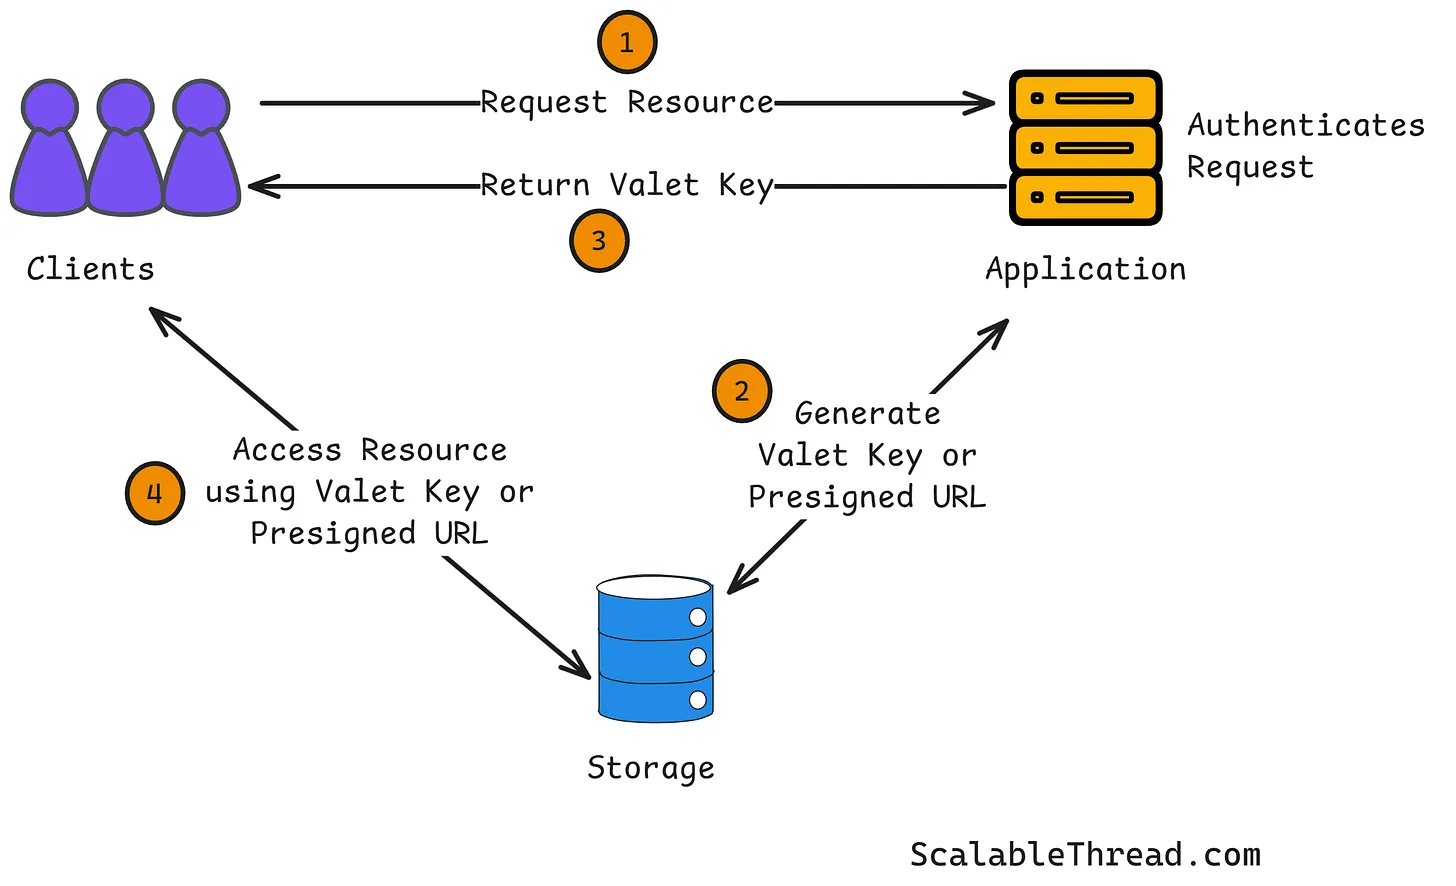 1
Request Resource
Authenticates
Request
Return Valet Key
3
Clients
Application
2
Generate
Valet Key or
Presigned URL
4
Access Resource
using Valet Key or
Presigned URL
Storage
ScalableThread.com